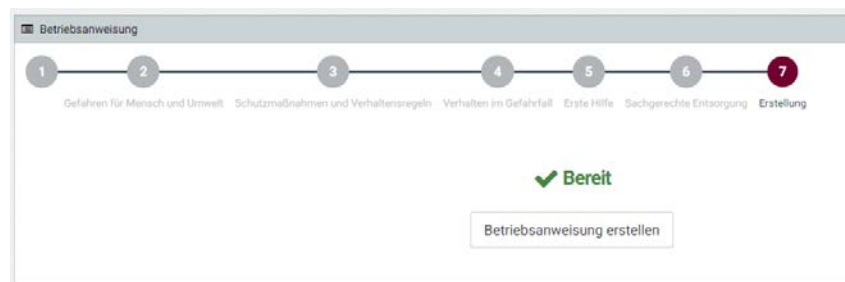 Betriebsanweisung
1 2 3 4 5 6 7
Gefahren für Mensch und Umwelt Schutzmaßnahmen und Verhaltensregeln Verhalten im Gefahrfall Erste Hilfe Sachgerechte Entsorgung Erstellung
Bereit
Betriebsanweisung erstellen